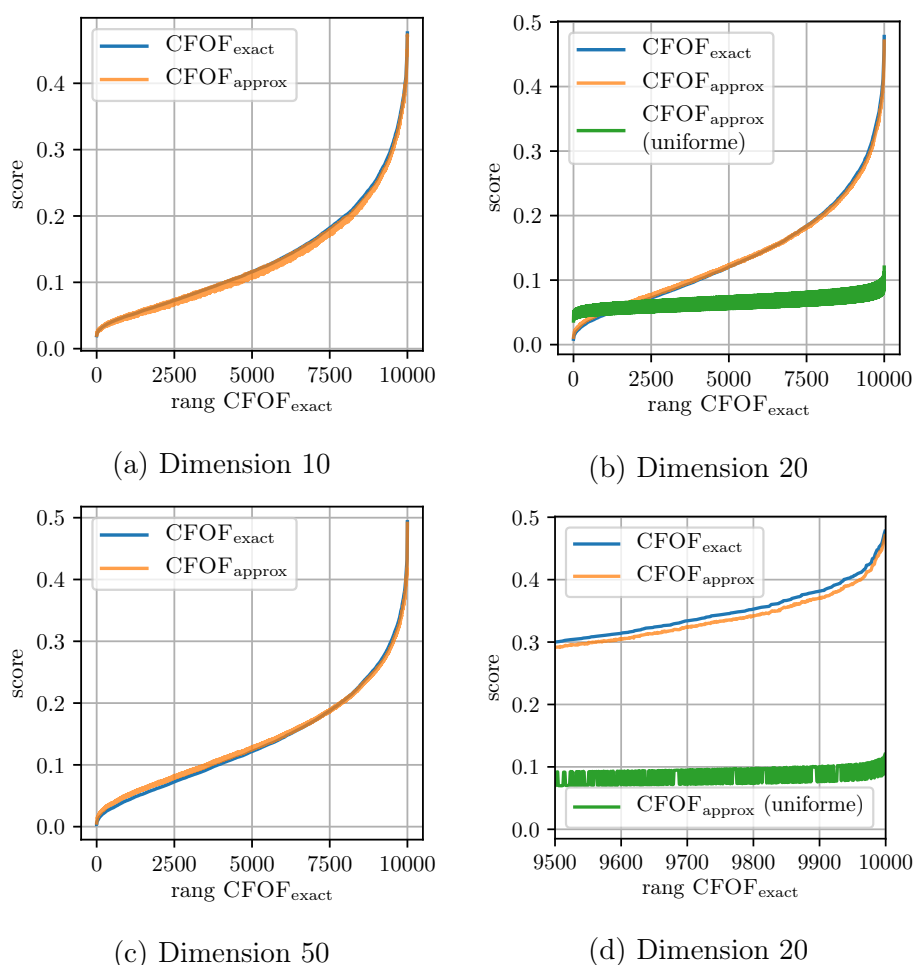 CFOF_exact
CFOF_approx
0.4
0.3
0.2
0.1
0.0
score
0 2500 5000 7500 10000
rang CFOF_exact
(a) Dimension 10
CFOF_exact
CFOF_approx
CFOF_approx
(uniforme)
0.5
0.4
0.3
0.2
0.1
0.0
score
0 2500 5000 7500 10000
rang CFOF_exact
(b) Dimension 20
CFOF_exact
CFOF_approx
0.5
0.4
0.3
0.2
0.1
0.0
score
0 2500 5000 7500 10000
rang CFOF_exact
(c) Dimension 50
CFOF_exact
CFOF_approx
0.5
0.4
0.3
0.2
0.1
0.0
score
CFOF_approx (uniforme)
9500 9600 9700 9800 9900 10000
rang CFOF_exact
(d) Dimension 20